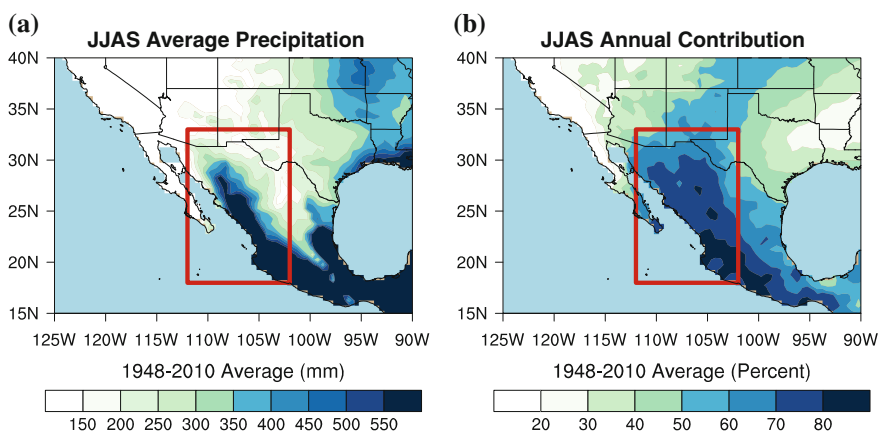 (a)
JJAS Average Precipitation
40N
35N
30N
25N
20N
15N
125W 120W 115W 110W 105W 100W 95W 90W
1948-2010 Average (mm)
150 200 250 300 350 400 450 500 550
(b)
JJAS Annual Contribution
40N
35N
30N
25N
20N
15N
125W 120W 115W 110W 105W 100W 95W 90W
1948-2010 Average (Percent)
20 30 40 50 60 70 80